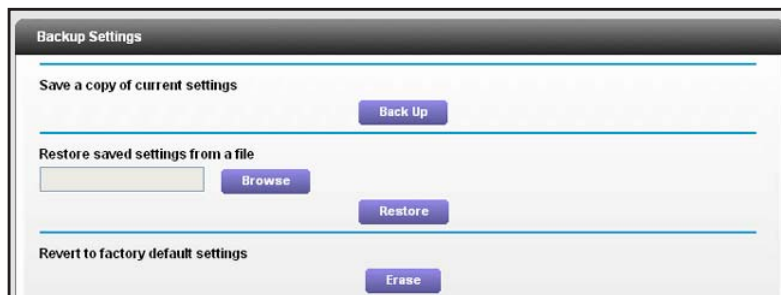 Backup Settings
Save a copy of current settings
Back Up
Restore saved settings from a file
Browse
Restore
Revert to factory default settings
Erase